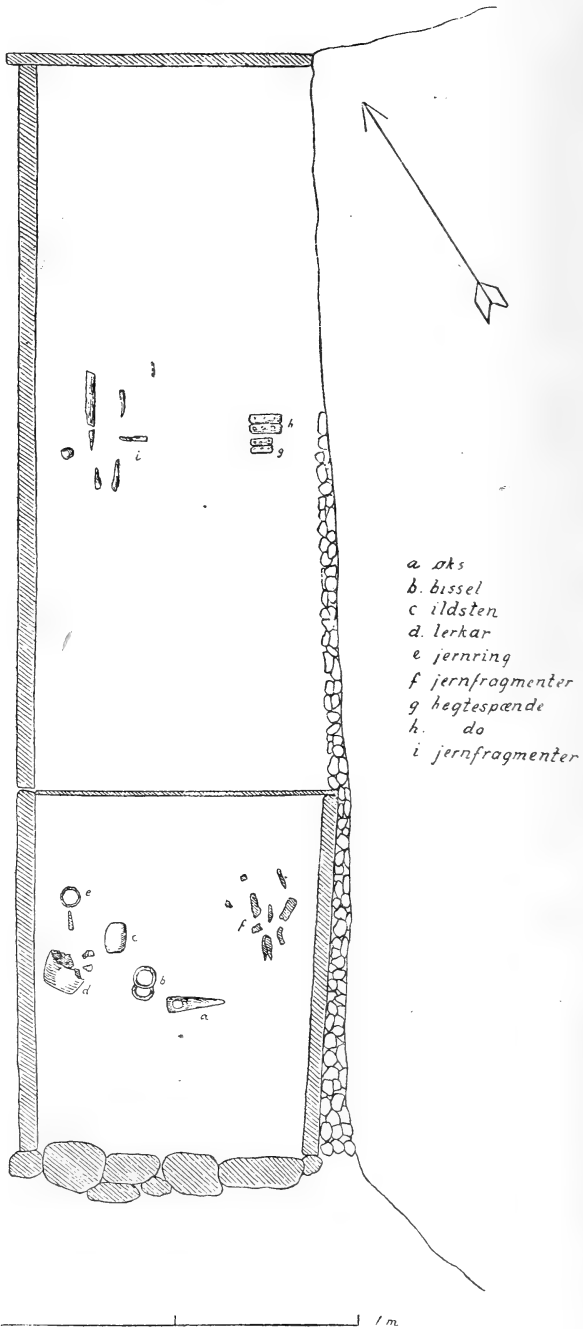 h
i
g
a øks
b. bissel
c ildsten
d. lerkar
e jernring
f jernfragmenter
g hegtespænde
h. do
i jernfragmenter
e
c
f
d
b
a
1 m